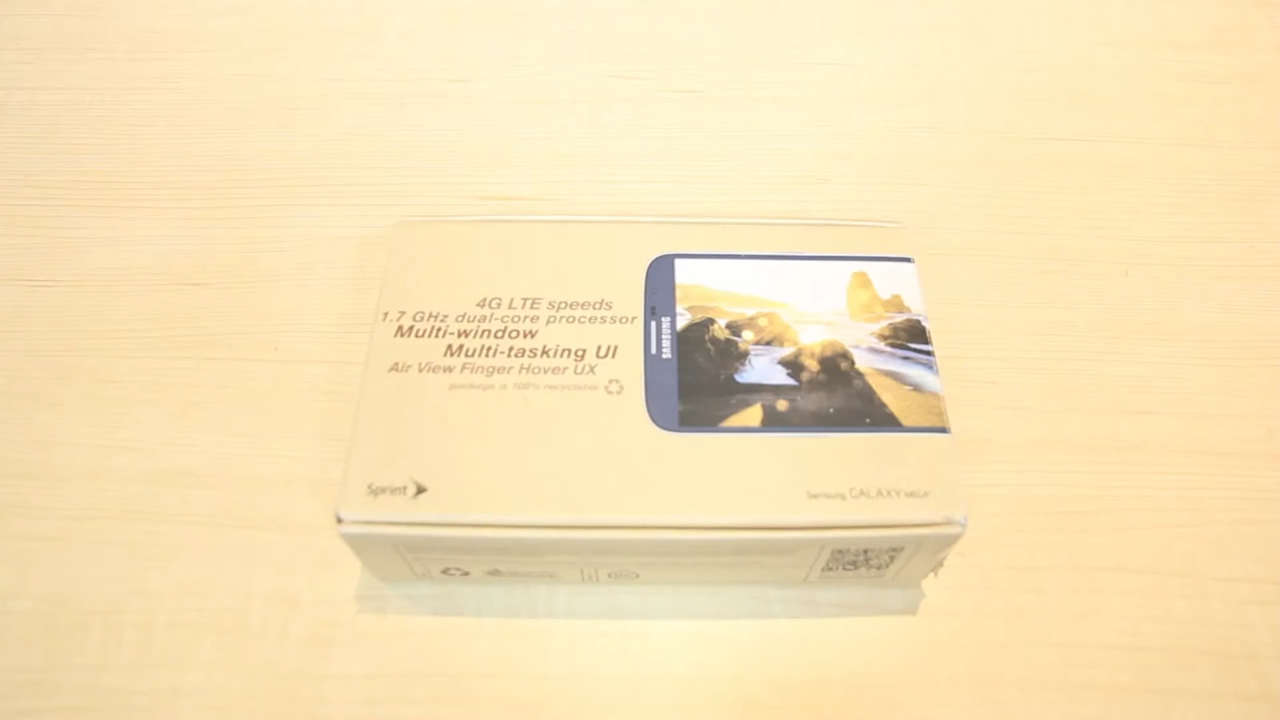 4G LTE speeds
1.7 GHz dual-core processor
Multi-window
Multi-tasking UI
Air View Finger Hover UX
package is 100% recyclable
SAMSUNG
Sprint
Samsung GALAXY MEGA